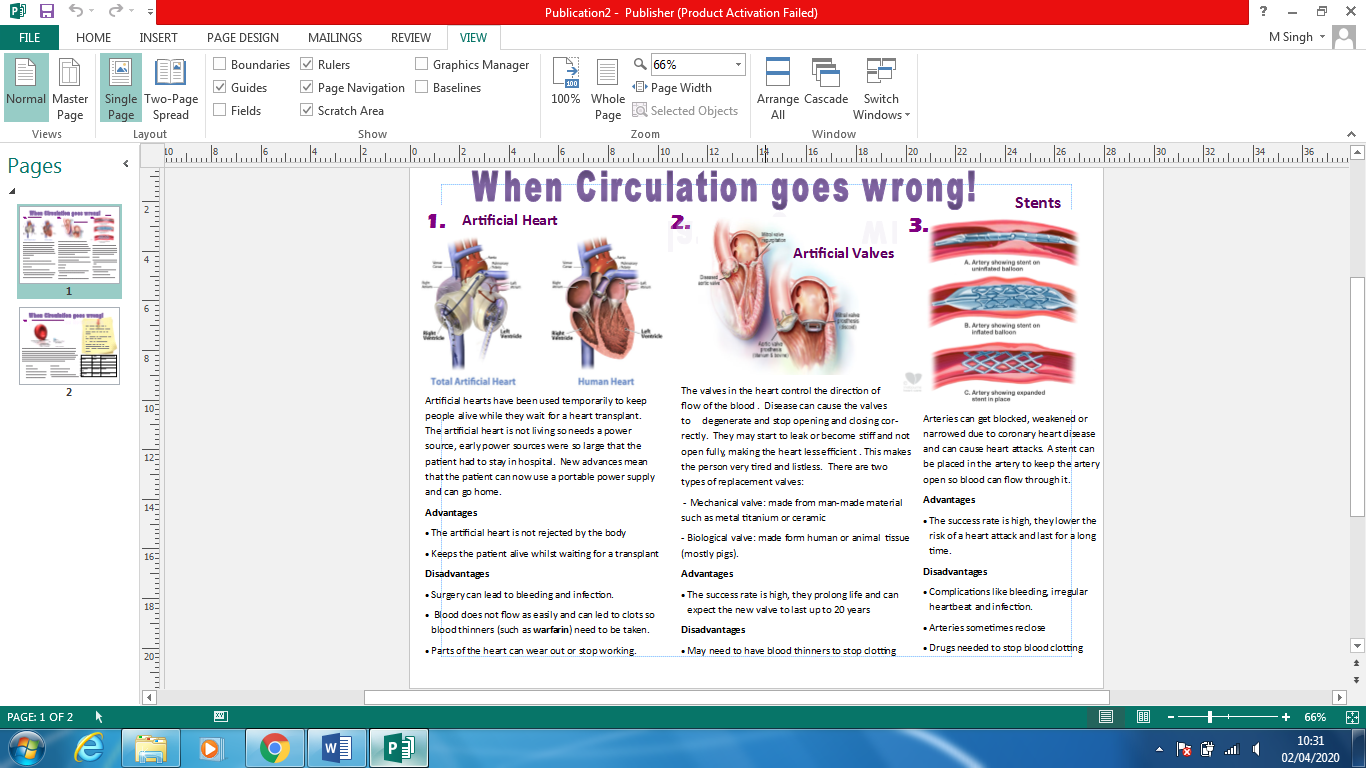 Publication2 - Publisher (Product Activation Failed)
FILE HOME INSERT PAGE DESIGN MAILINGS REVIEW VIEW
M Singh
Normal
Master Page
Single Page
Two-Page Spread
Boundaries
Guides
Fields
Rulers
Page Navigation
Scratch Area
Graphics Manager
Baselines
100%
Whole Page
66%
Page Width
Selected Objects
Arrange All
Cascade
Switch Windows
Views Layout Show Zoom Window
Pages
1
2
When Circulation goes wrong!
1. Artificial Heart
Right Ventricle
Left Ventricle
Right Ventricle
Left Ventricle
Total Artificial Heart
Human Heart
Artificial hearts have been used temporarily to keep
people alive while they wait for a heart transplant.
The artificial heart is not living so needs a power
source, early power sources were so large that the
patient had to stay in hospital. New advances mean
that the patient can now use a portable power supply
and can go home.
Advantages
• The artificial heart is not rejected by the body
• Keeps the patient alive whilst waiting for a transplant
Disadvantages
• Surgery can lead to bleeding and infection.
• Blood does not flow as easily and can led to clots so
blood thinners (such as warfarin) need to be taken.
• Parts of the heart can wear out or stop working.
2.
Artificial Valves
The valves in the heart control the direction of
flow of the blood . Disease can cause the valves
to degenerate and stop opening and closing cor-
rectly. They may start to leak or become stiff and not
open fully, making the heart less efficient . This makes
the person very tired and listless. There are two
types of replacement valves:
- Mechanical valve: made from man-made material
such as metal titanium or ceramic
- Biological valve: made form human or animal tissue
(mostly pigs).
Advantages
• The success rate is high, they prolong life and can
expect the new valve to last up to 20 years
Disadvantages
• May need to have blood thinners to stop clotting
3.
Stents
A. Artery showing stent on
uninflated balloon
B. Artery showing stent on
inflated balloon
C. Artery showing expanded
stent in place
Arteries can get blocked, weakened or
narrowed due to coronary heart disease
and can cause heart attacks. A stent can
be placed in the artery to keep the artery
open so blood can flow through it.
Advantages
• The success rate is high, they lower the
risk of a heart attack and last for a long
time.
Disadvantages
• Complications like bleeding, irregular
heartbeat and infection.
• Arteries sometimes reclose
• Drugs needed to stop blood clotting
PAGE: 1 OF 2
66%
10:31
02/04/2020